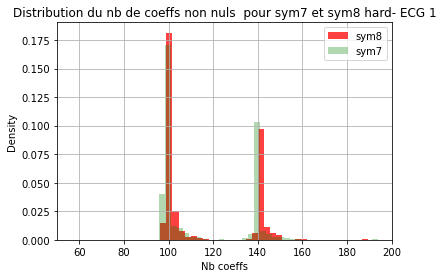 Distribution du nb de coeffs non nuls  pour sym7 et sym8 hard- ECG 1
sym8
sym7
Density
0.175
0.150
0.125
0.100
0.075
0.050
0.025
0.000
60 80 100 120 140 160 180 200
Nb coeffs